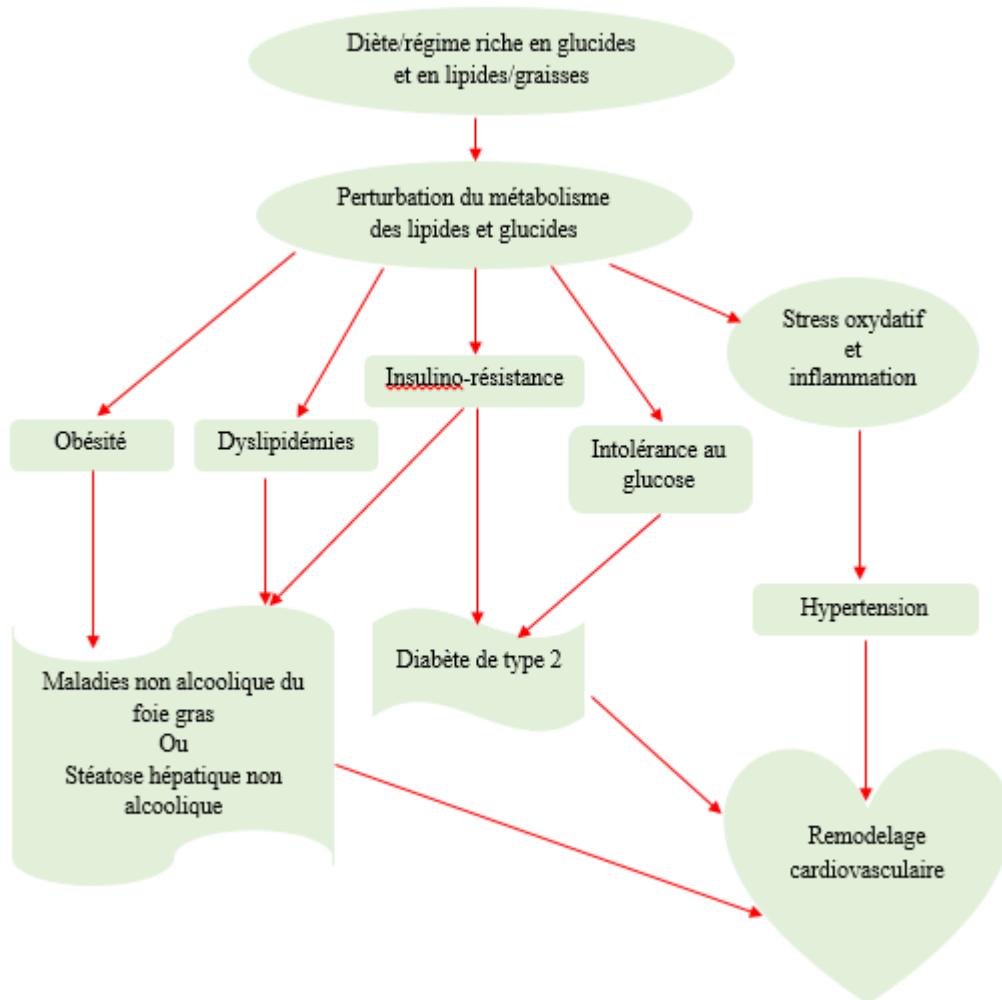 Diète/régime riche en glucides
et en lipides/graisses
Perturbation du métabolisme
des lipides et glucides
Stress oxydatif
et
inflammation
Insulino-résistance
Obésité
Dyslipidémies
Intolérance au
glucose
Hypertension
Maladies non alcoolique du
foie gras
Ou
Stéatose hépatique non
alcoolique
Diabète de type 2
Remodelage
cardiovasculaire